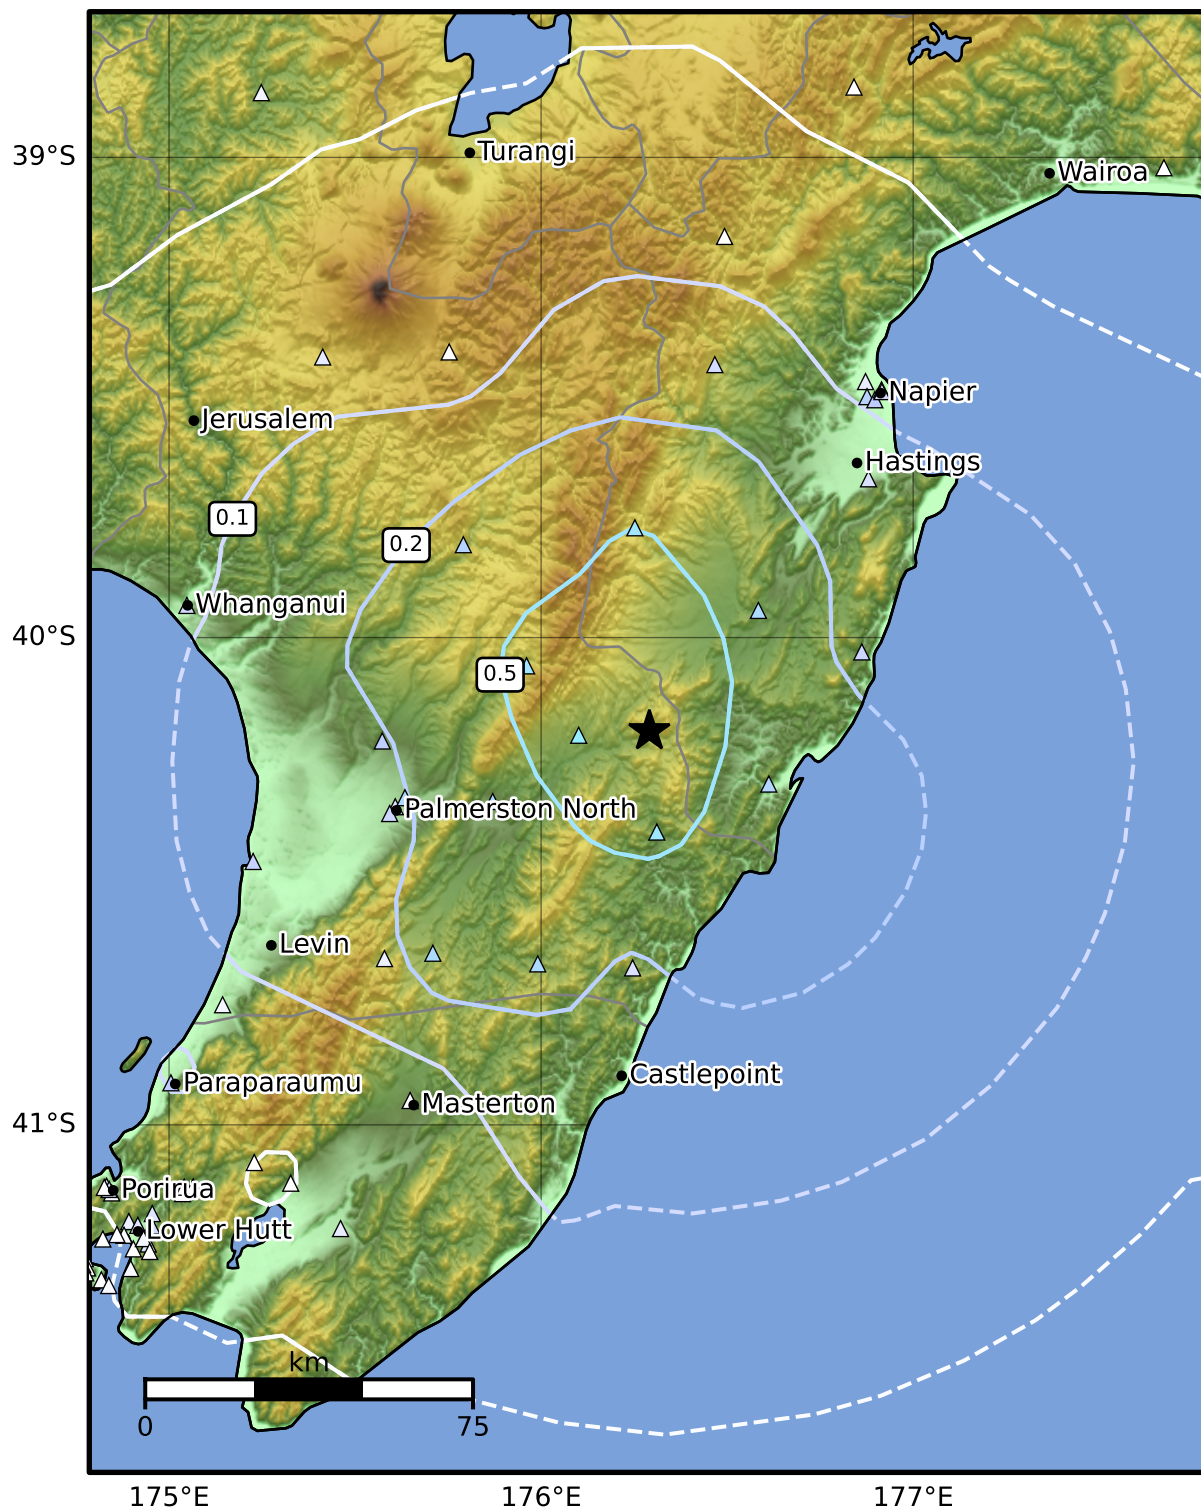 Turangi
39°S
Wairoa
Napier
Jerusalem
Hastings
0.1
0.2
Whanganui
40°S
0.5
Palmerston North
Levin
Castlepoint
Paraparaumu
Masterton
41°S
Porirua
Lower Hutt
km
0 75
175°E 176°E 177°E